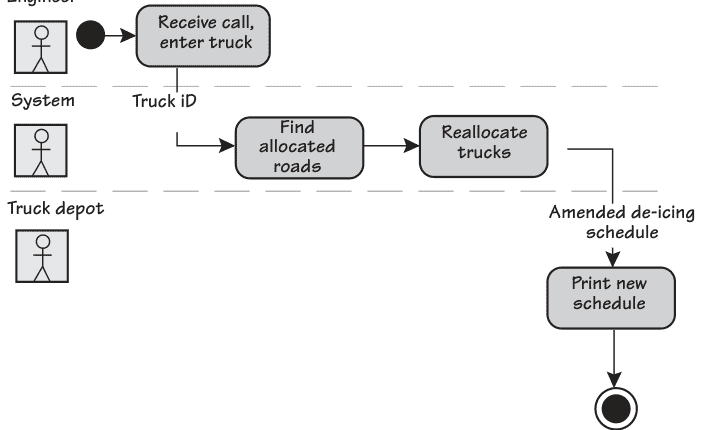 Engineer
Receive call,
enter truck
System
Truck iD
Find
allocated
roads
Reallocate
trucks
Truck depot
Amended de-icing
schedule
Print new
schedule